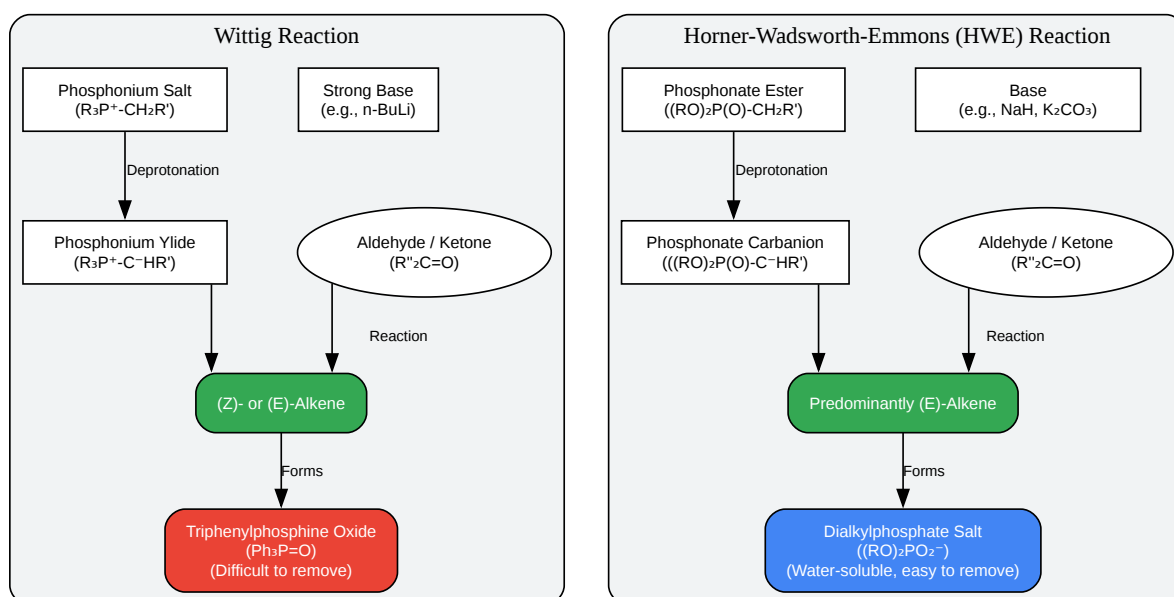 Wittig Reaction
Phosphonium Salt
(R₃P⁺-CH₂R')
Strong Base
(e.g., n-BuLi)
Deprotonation
Phosphonium Ylide
(R₃P⁺-C⁻HR')
Aldehyde / Ketone
(R"₂C=O)
Reaction
(Z)- or (E)-Alkene
Forms
Triphenylphosphine Oxide
(Ph₃P=O)
(Difficult to remove)
Horner-Wadsworth-Emmons (HWE) Reaction
Phosphonate Ester
((RO)₂P(O)-CH₂R')
Base
(e.g., NaH, K₂CO₃)
Deprotonation
Phosphonate Carbanion
(((RO)₂P(O)-C⁻HR')
Aldehyde / Ketone
(R"₂C=O)
Reaction
Predominantly (E)-Alkene
Forms
Dialkylphosphate Salt
((RO)₂PO₂⁻)
(Water-soluble, easy to remove)